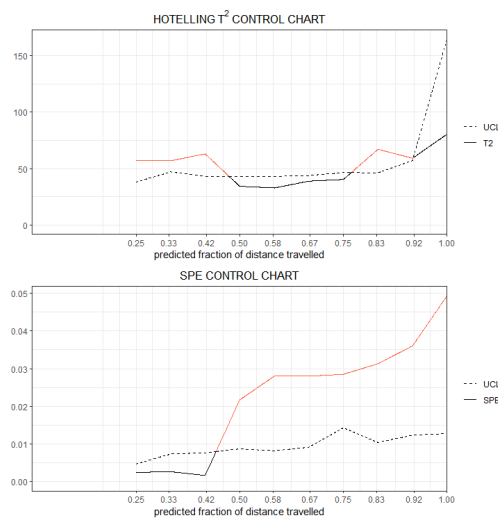 HOTELLING T² CONTROL CHART
150
100
50
0
UCL
T2
0.25 0.33 0.42 0.50 0.58 0.67 0.75 0.83 0.92 1.00
predicted fraction of distance travelled
SPE CONTROL CHART
0.05
0.04
0.03
0.02
0.01
0.00
UCL
SPE
0.25 0.33 0.42 0.50 0.58 0.67 0.75 0.83 0.92 1.00
predicted fraction of distance travelled